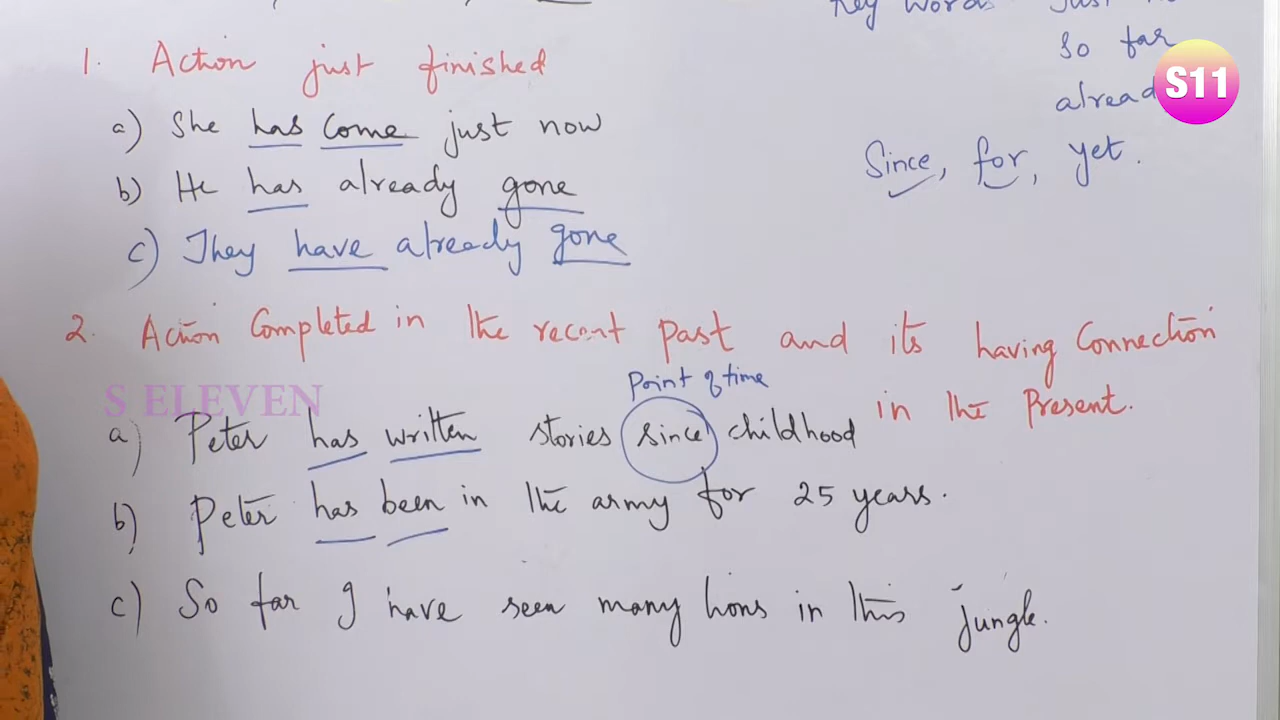 Key Words Just
So far
already
Since, for, yet.
1. Action just finished
a) She has come just now
b) He has already gone
c) They have already gone
2. Action Completed in the recent past and its having Connection
in the Present.
Point of time
a) Peter has written stories since childhood
b) Peter has been in the army for 25 years.
c) So far I have seen many lions in this jungle.
S ELEVEN
S11